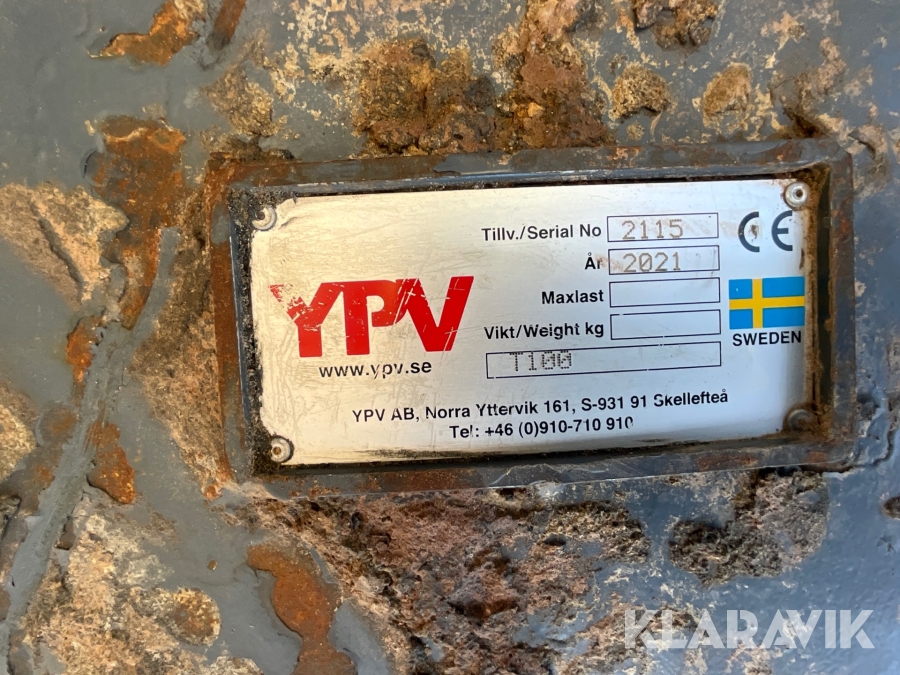 Tillv./Serial No 2115
År 2021
Maxlast
Vikt/Weight kg
T100
CE
SWEDEN
YPV
www.ypv.se
YPV AB, Norra Yttervik 161, S-931 91 Skellefteå
Tel: +46 (0)910-710 910
KLARAVIK